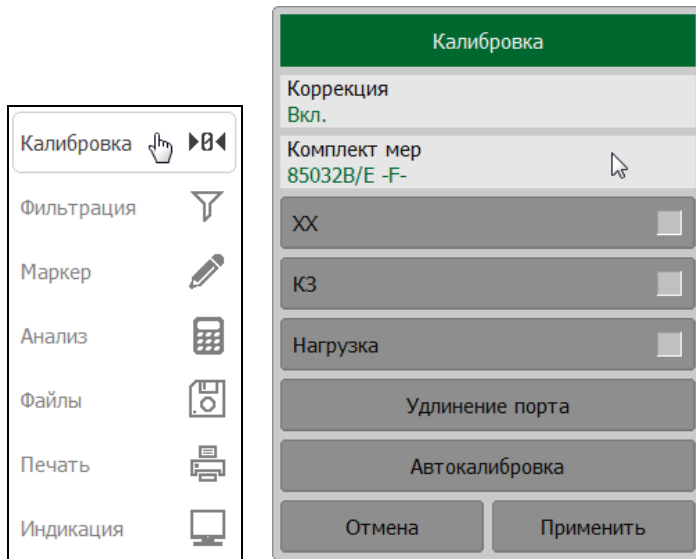 Калибровка
Фильтрация
Маркер
Анализ
Файлы
Печать
Индикация
Калибровка
Коррекция
Вкл.
Комплект мер
85032B/E -F-
ХХ
КЗ
Нагрузка
Удлинение порта
Автокалибровка
Отмена Применить